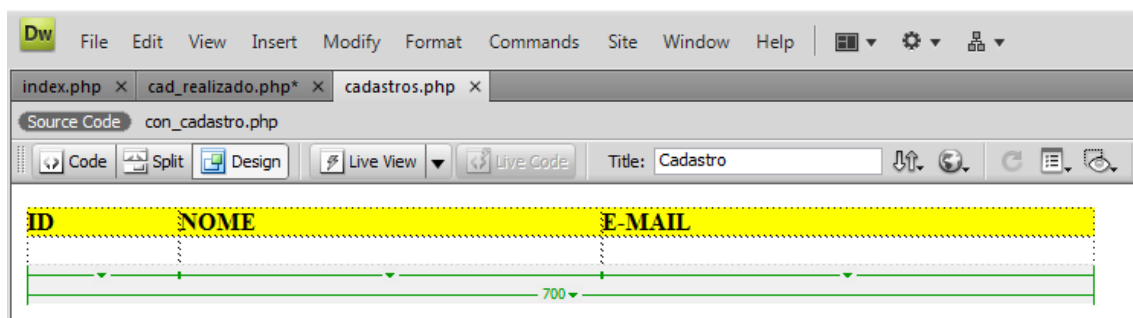 Dw File Edit View Insert Modify Format Commands Site Window Help
index.php × cad_realizado.php* × cadastros.php ×
Source Code con_cadastro.php
Code Split Design Live View Live Code Title: Cadastro
ID NOME E-MAIL
700